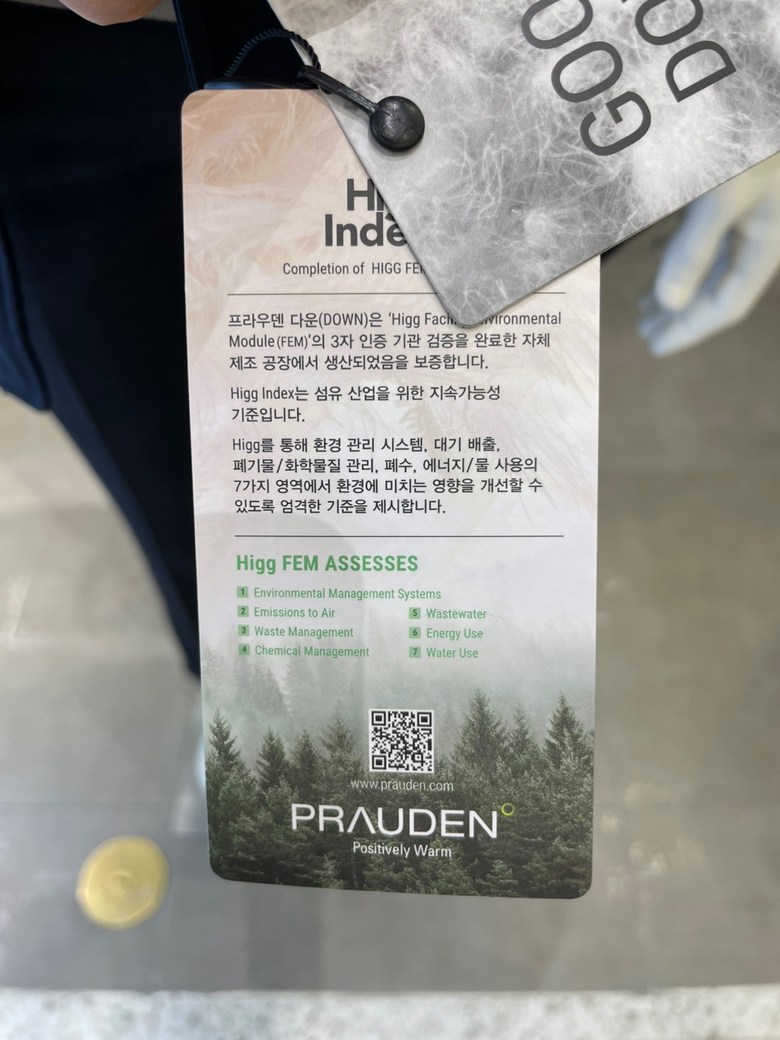 GOO
DO
Index
Completion of HIGG FEM
프라우덴 다운(DOWN)은 'Higg Facility Environmental
Module(FEM)'의 3자 인증 기관 검증을 완료한 자체
제조 공장에서 생산되었음을 보증합니다.
Higg Index는 섬유 산업을 위한 지속가능성
기준입니다.
Higg를 통해 환경 관리 시스템, 대기 배출,
폐기물/화학물질 관리, 폐수, 에너지/물 사용의
7가지 영역에서 환경에 미치는 영향을 개선할 수
있도록 엄격한 기준을 제시합니다.
Higg FEM ASSESSES
1 Environmental Management Systems
2 Emissions to Air
3 Waste Management
4 Chemical Management
5 Wastewater
6 Energy Use
7 Water Use
www.prauden.com
PRAUDEN
Positively Warm